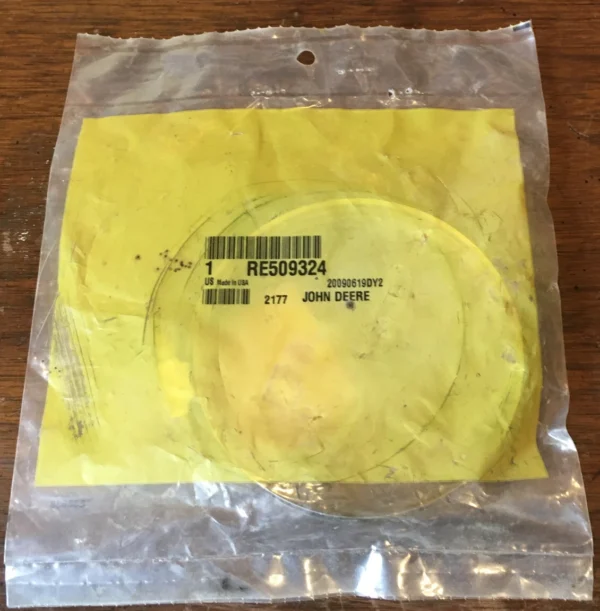 1 RE509324
US Made In USA 20090619DY2
2177 JOHN DEERE